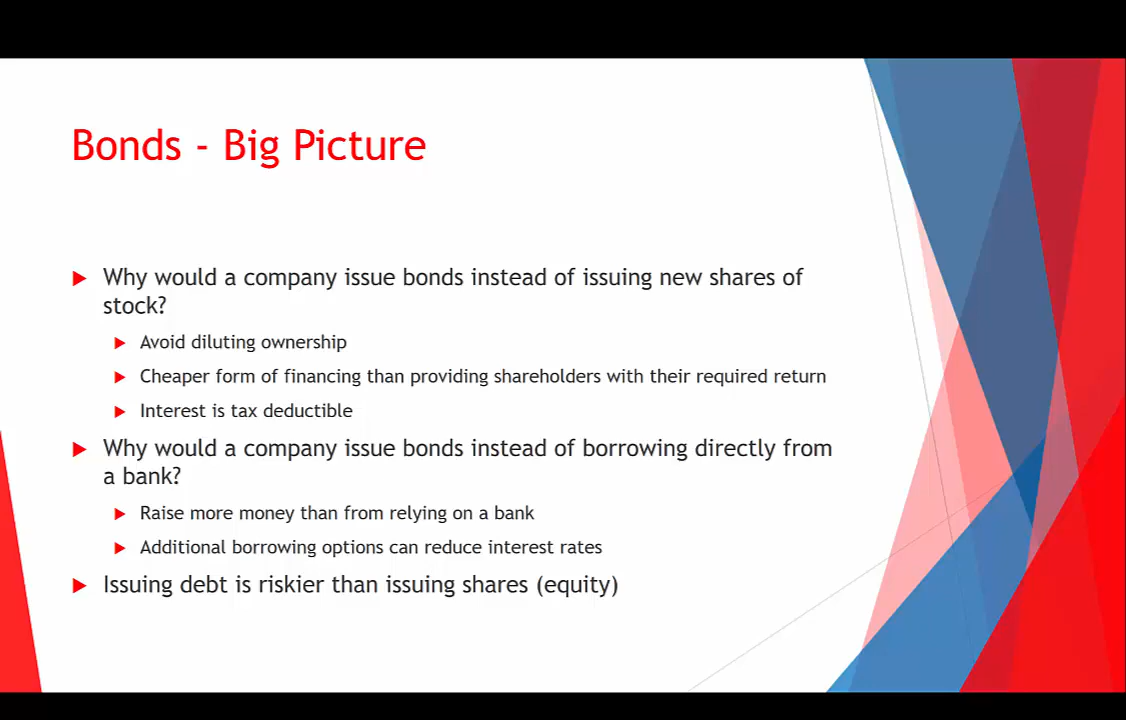 Bonds - Big Picture
Why would a company issue bonds instead of issuing new shares of
stock?
Avoid diluting ownership
Cheaper form of financing than providing shareholders with their required return
Interest is tax deductible
Why would a company issue bonds instead of borrowing directly from
a bank?
Raise more money than from relying on a bank
Additional borrowing options can reduce interest rates
Issuing debt is riskier than issuing shares (equity)